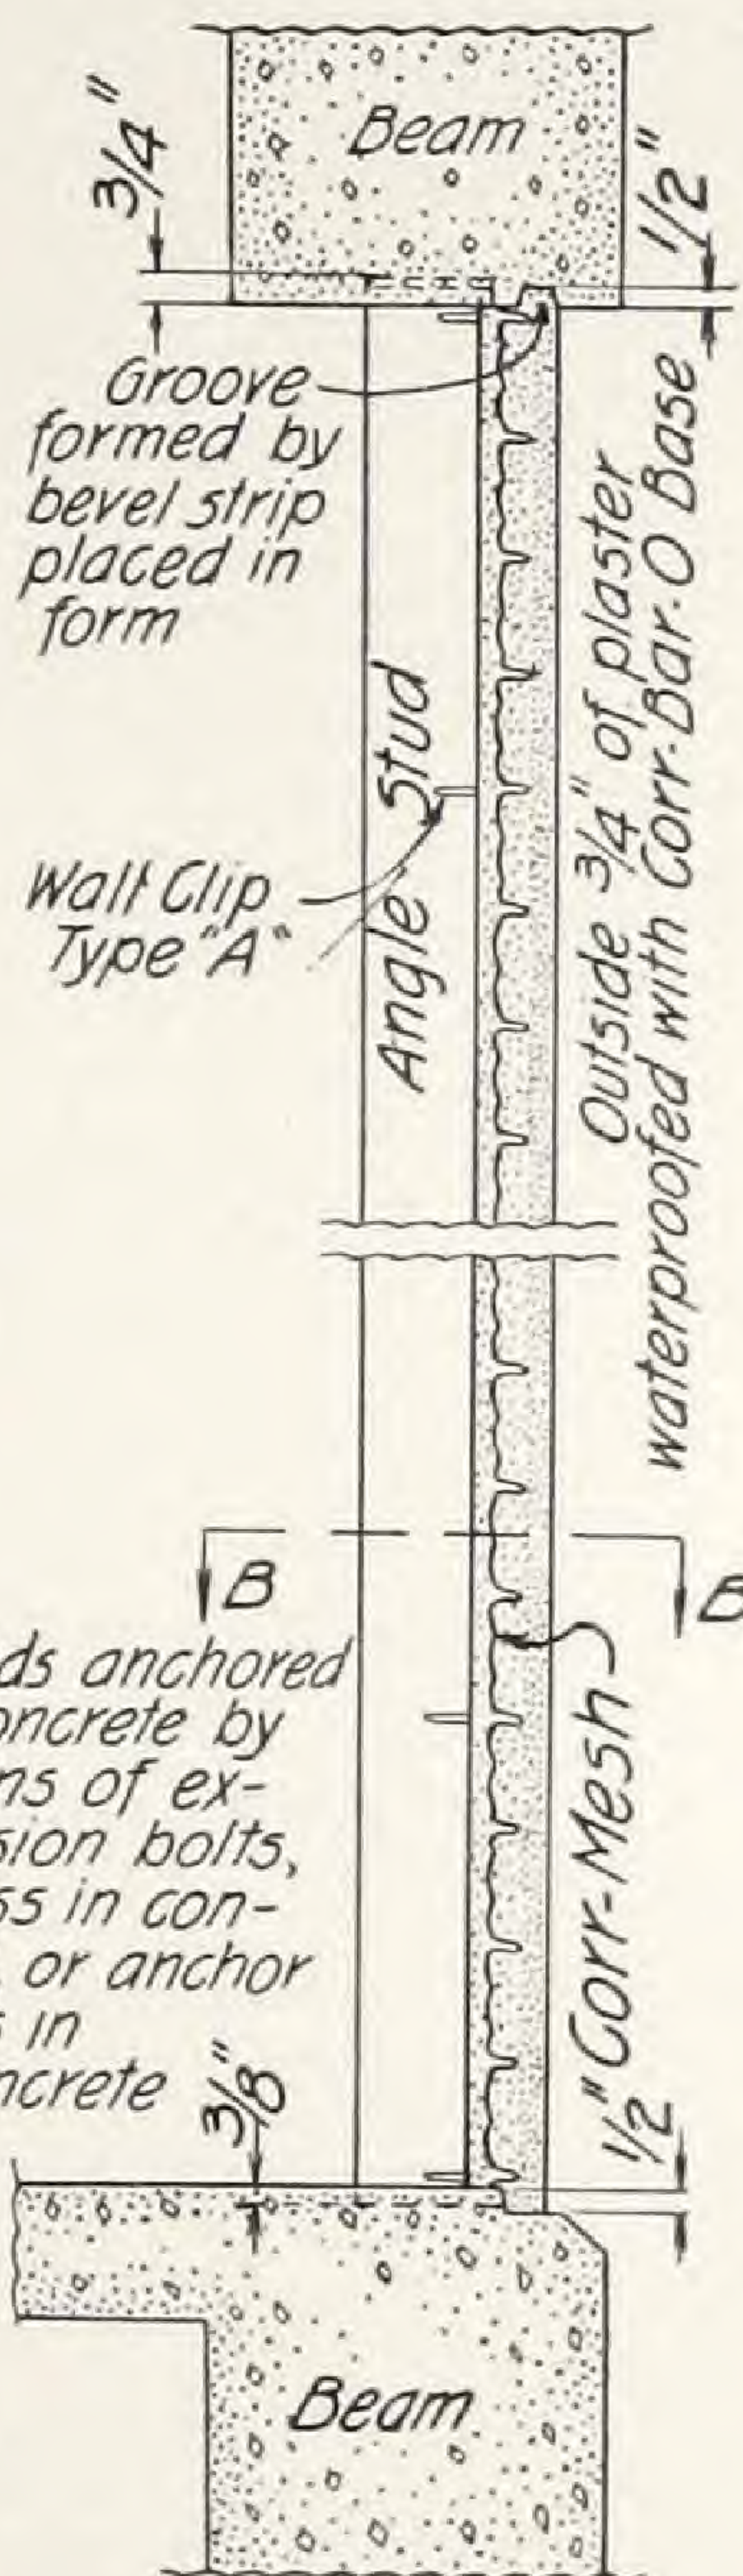 Beam
3/4"
1/2"
Groove
formed by
bevel strip
placed in
form
Outside 3/4" of plaster
waterproofed with Corr-Bar-O Base
Angle Stud
Wall Clip
Type "A"
B
B
ds anchored
oncrete by
ns of ex-
sion bolts,
ss in con-
or anchor
s in
ncrete
Corr-Mesh
3/8"
1/2"
Beam